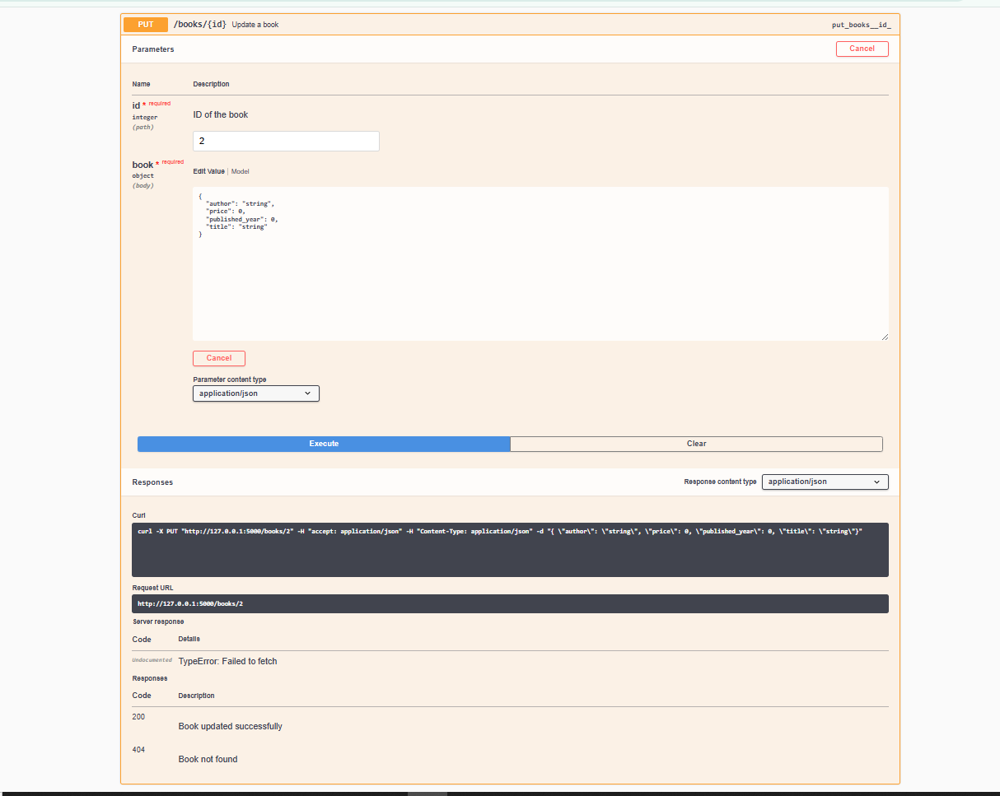 PUT /books/{id} Update a book put_books__id_
Parameters Cancel
Name Description
id * required
integer
(path)
ID of the book
2
book * required
object
(body)
Edit Value | Model
{
  "author": "string",
  "price": 0,
  "published_year": 0,
  "title": "string"
}
Cancel
Parameter content type
application/json
Execute Clear
Responses Response content type application/json
Curl
curl -X PUT "http://127.0.0.1:5000/books/2" -H "accept: application/json" -H "Content-Type: application/json" -d "{ \"author\": \"string\", \"price\": 0, \"published_year\": 0, \"title\": \"string\"}"
Request URL
http://127.0.0.1:5000/books/2
Server response
Code Details
Undocumented TypeError: Failed to fetch
Responses
Code Description
200
Book updated successfully
404
Book not found